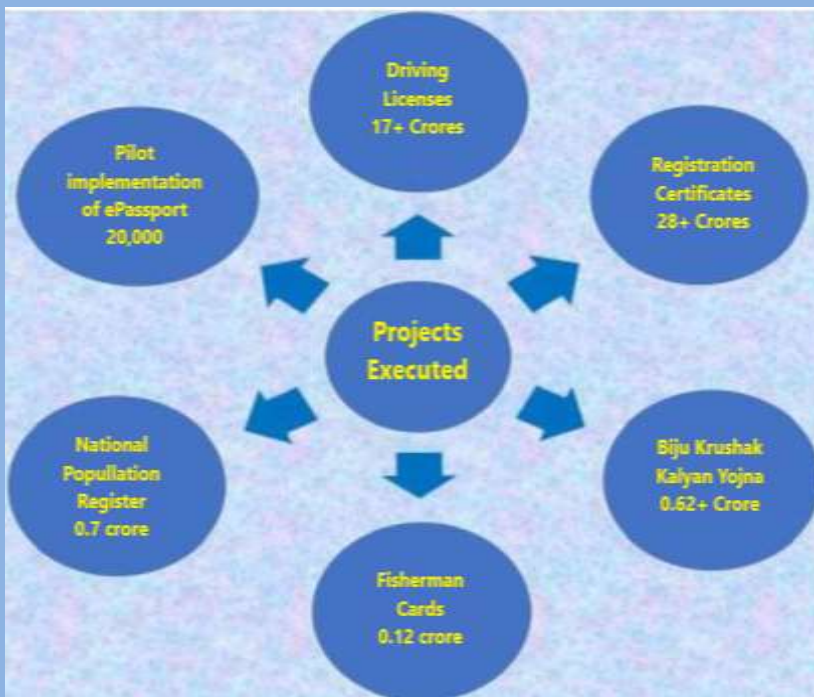 Driving
Licenses
17+ Crores
Pilot
implementation
of ePassport
20,000
Registration
Certificates
28+ Crores
Projects
Executed
National
Popullation
Register
0.7 crore
Biju Krushak
Kalyan Yojna
0.62+ Crore
Fisherman
Cards
0.12 crore